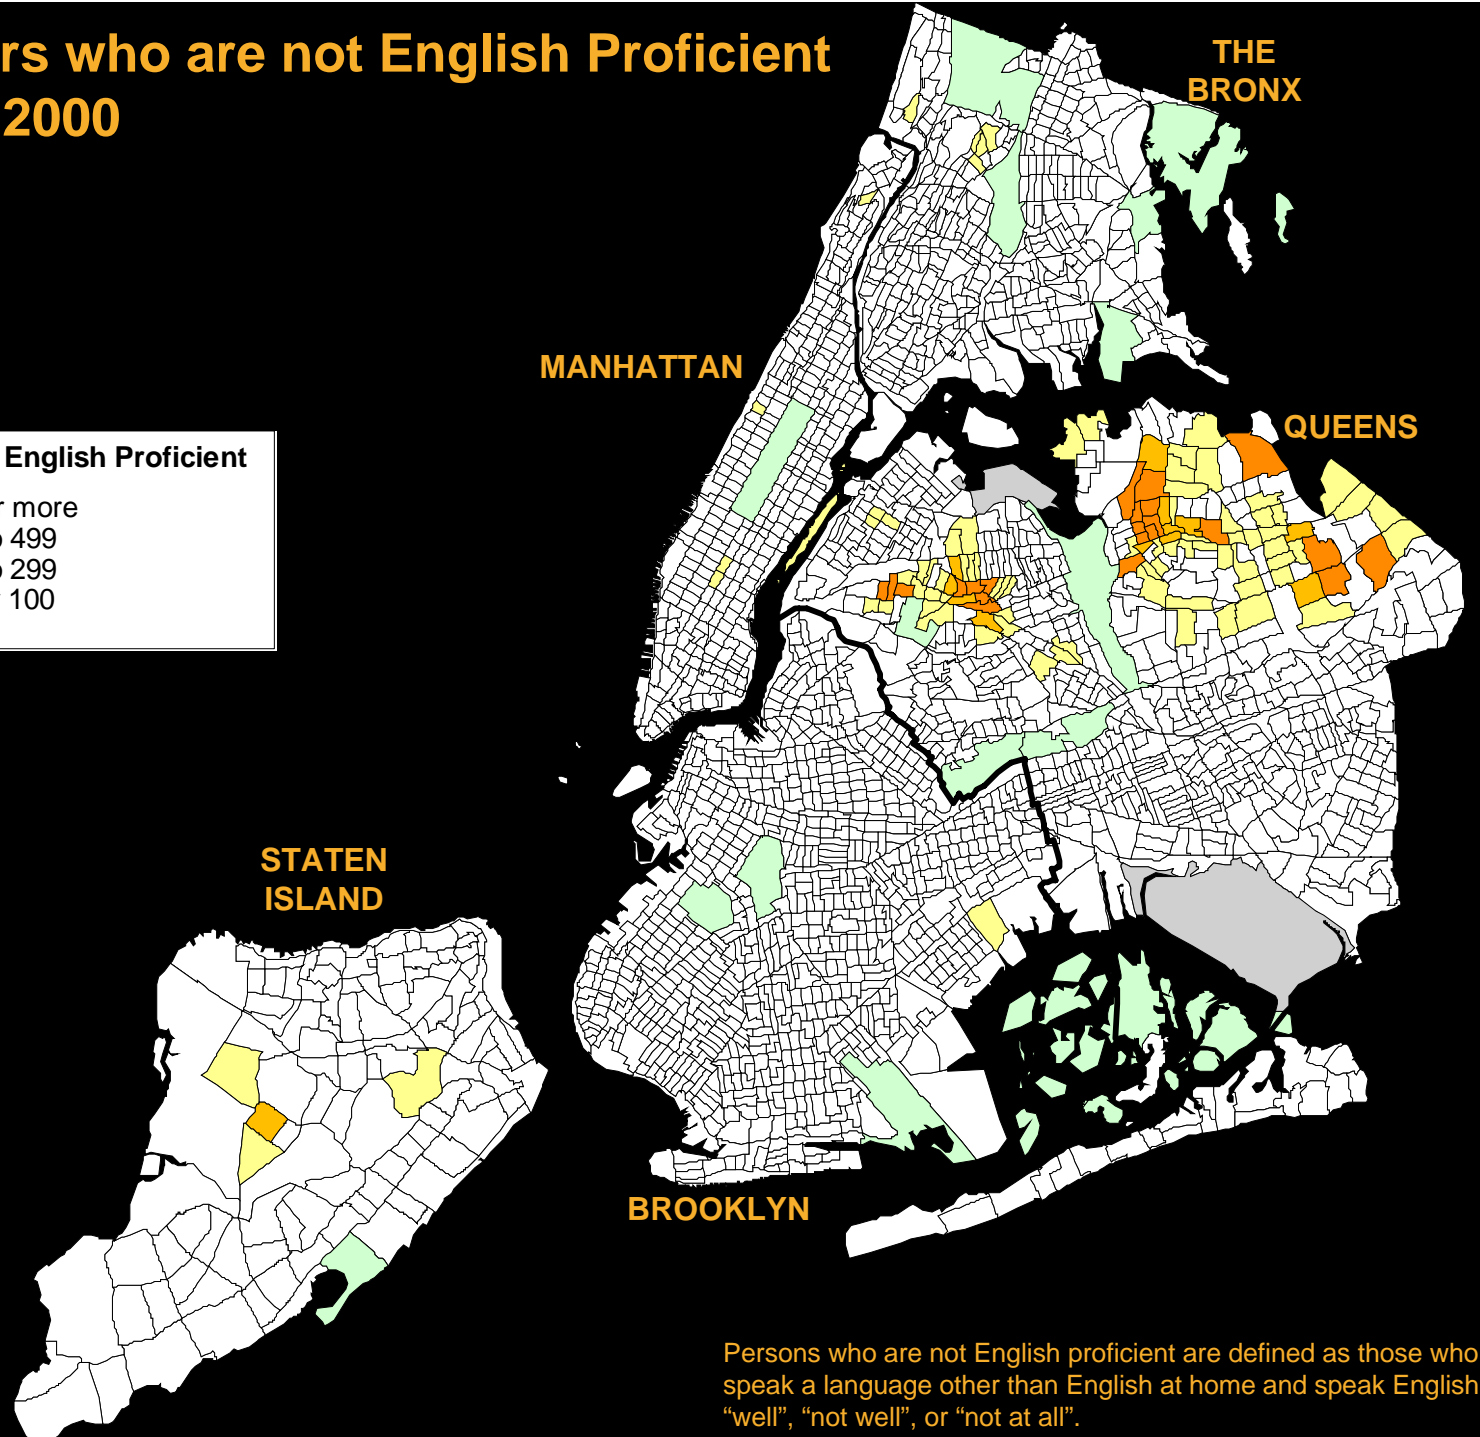 rs who are not English Proficient
2000
THE
BRONX
MANHATTAN
QUEENS
English Proficient
r more
499
299
100
STATEN
ISLAND
BROOKLYN
Persons who are not English proficient are defined as those who
speak a language other than English at home and speak English
“well”, “not well”, or “not at all”.